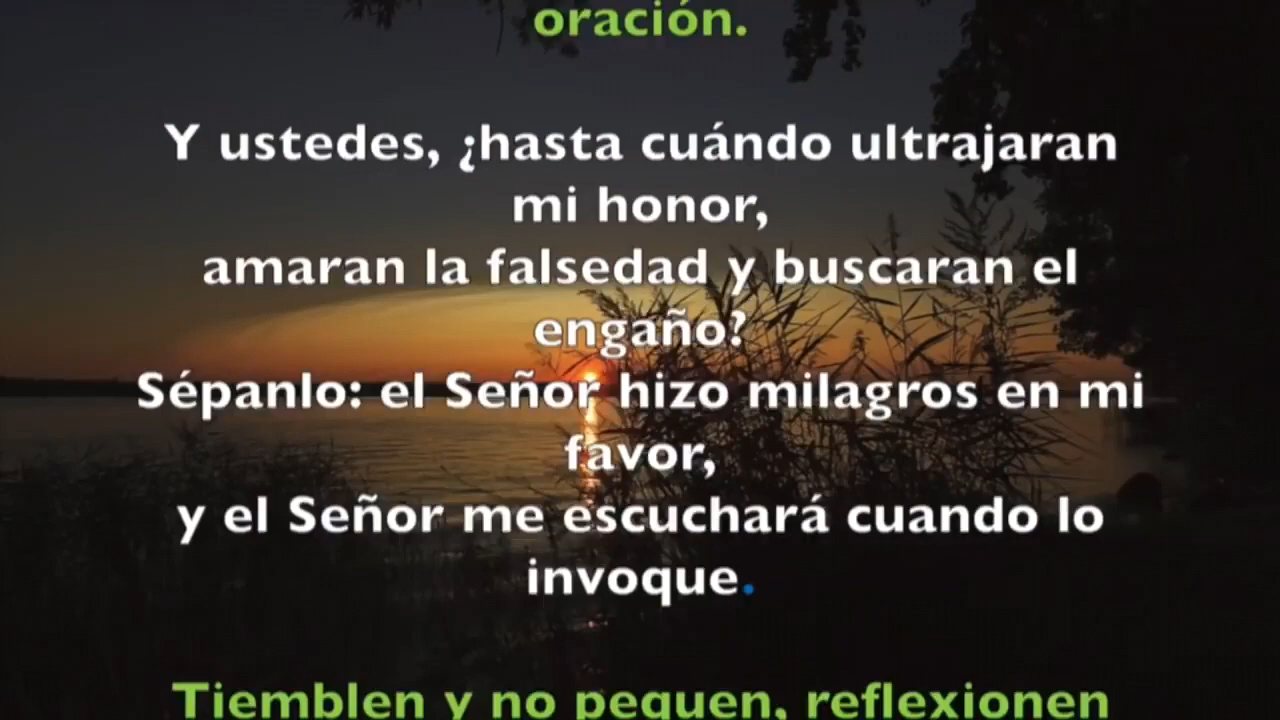 oración.
Y ustedes, ¿hasta cuándo ultrajaran
mi honor,
amaran la falsedad y buscaran el
engaño?
Sépanlo: el Señor hizo milagros en mi
favor,
y el Señor me escuchará cuando lo
invoque.
Tiemblen y no pequen, reflexionen